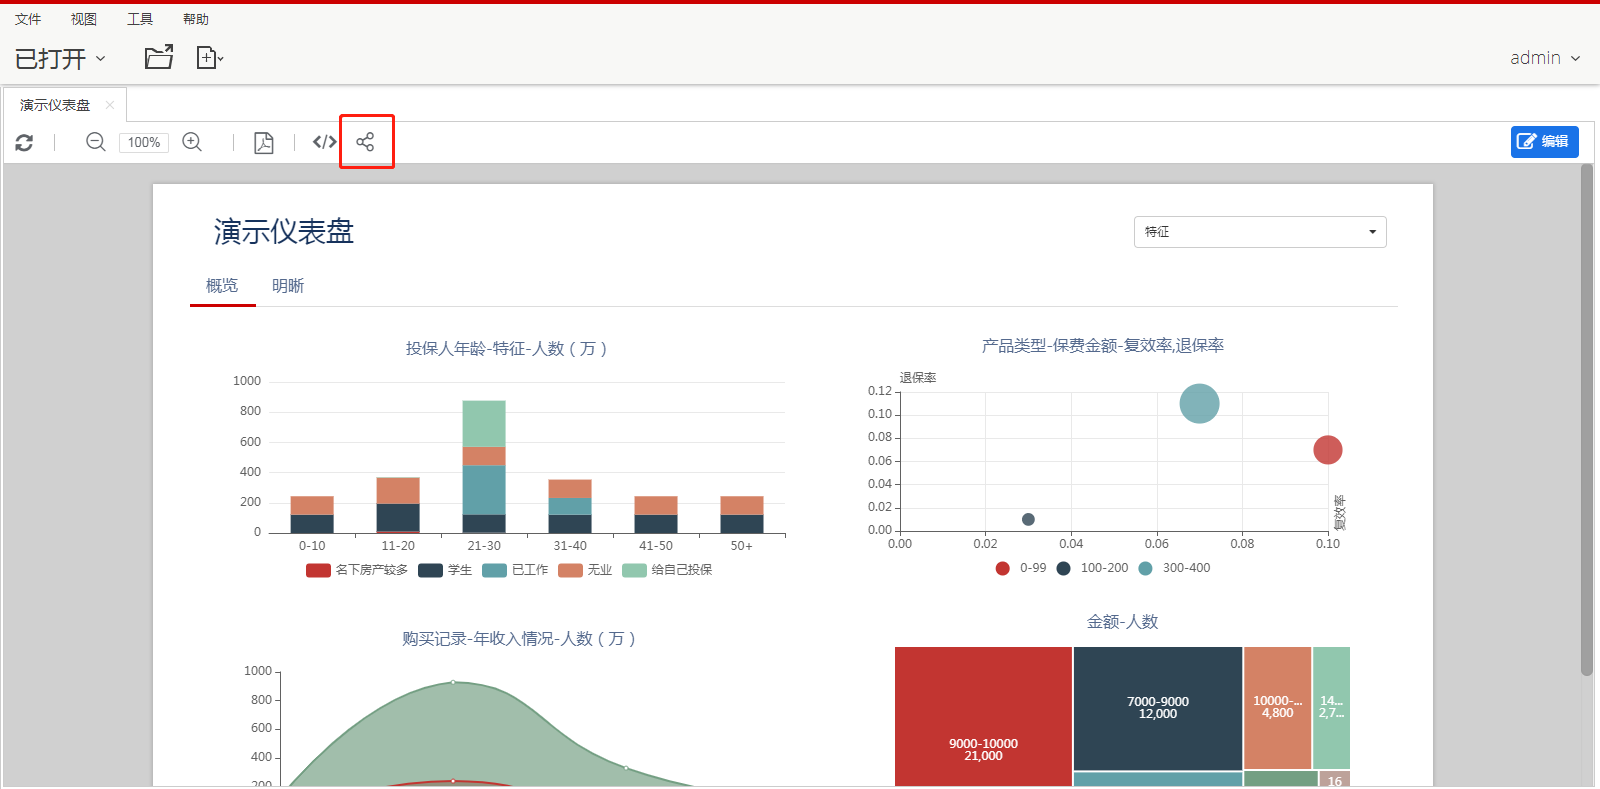 文件 视图 工具 帮助
已打开
admin
演示仪表盘
100%
编辑
演示仪表盘
特征
概览 明晰
投保人年龄-特征-人数（万）
1000
800
600
400
200
0
0-10 11-20 21-30 31-40 41-50 50+
名下房产较多 学生 已工作 无业 给自己投保
产品类型-保费金额-复效率,退保率
退保率
0.12
0.10
0.08
0.06
0.04
0.02
0.00
0.00 0.02 0.04 0.06 0.08 0.10
复效率
0-99 100-200 300-400
购买记录-年收入情况-人数（万）
1000
800
600
400
200
金额-人数
9000-10000
21,000
7000-9000
12,000
10000-...
4,800
14...
2,7...
16